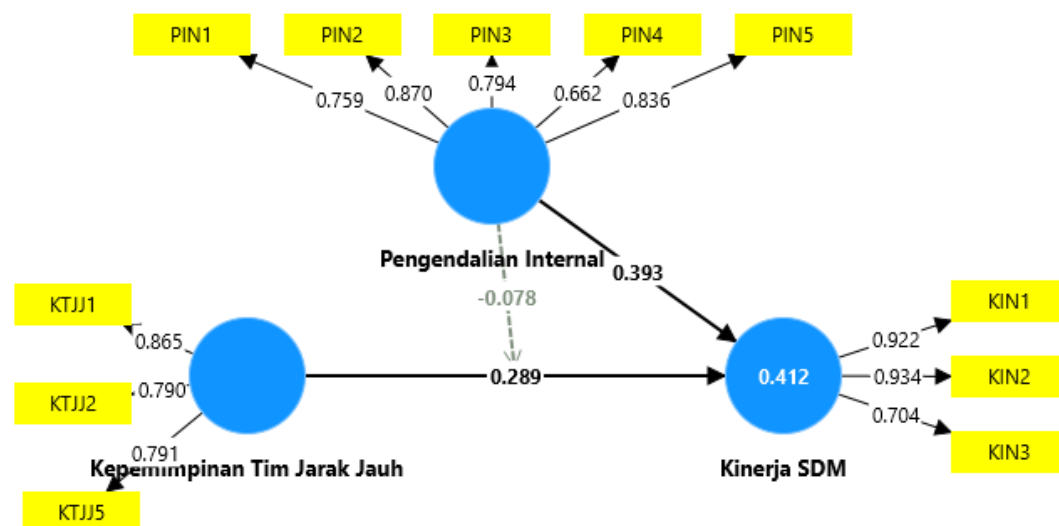 PIN1
PIN2
PIN3
PIN4
PIN5
0.759
0.870
0.794
0.662
0.836
Pengendalian Internal
0.393
-0.078
KTJJ1
0.865
KTJJ2
0.790
0.791
KTJJ5
Kepemimpinan Tim Jarak Jauh
0.289
0.412
Kinerja SDM
0.922
KIN1
0.934
KIN2
0.704
KIN3